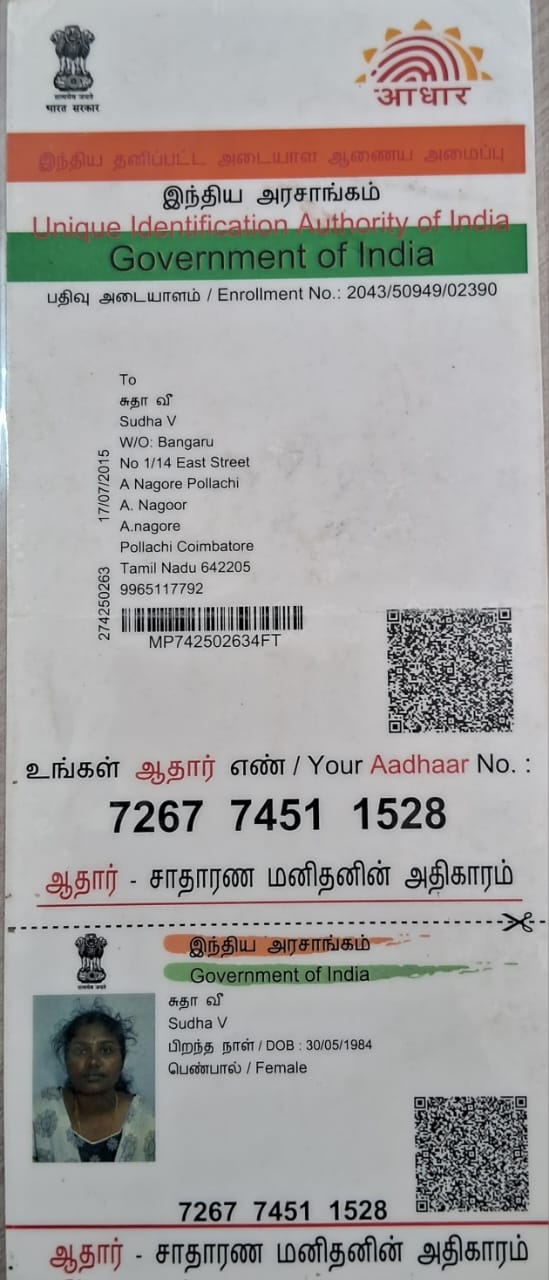 सत्यमेव जयते
भारत सरकार
आधार
இந்திய தனிப்பட்ட அடையாள ஆணைய அமைப்பு
இந்திய அரசாங்கம்
Unique Identification Authority of India
Government of India
பதிவு அடையாளம் / Enrollment No.: 2043/50949/02390
To
சுதா வீ
Sudha V
W/O: Bangaru
No 1/14 East Street
A Nagore Pollachi
A. Nagoor
A.nagore
Pollachi Coimbatore
Tamil Nadu 642205
9965117792
274250263 17/07/2015
MP742502634FT
உங்கள் ஆதார் எண் / Your Aadhaar No. :
7267 7451 1528
ஆதார் - சாதாரண மனிதனின் அதிகாரம்
இந்திய அரசாங்கம்
Government of India
சுதா வீ
Sudha V
பிறந்த நாள் / DOB : 30/05/1984
பெண்பால் / Female
7267 7451 1528
ஆதார் - சாதாரண மனிதனின் அதிகாரம்